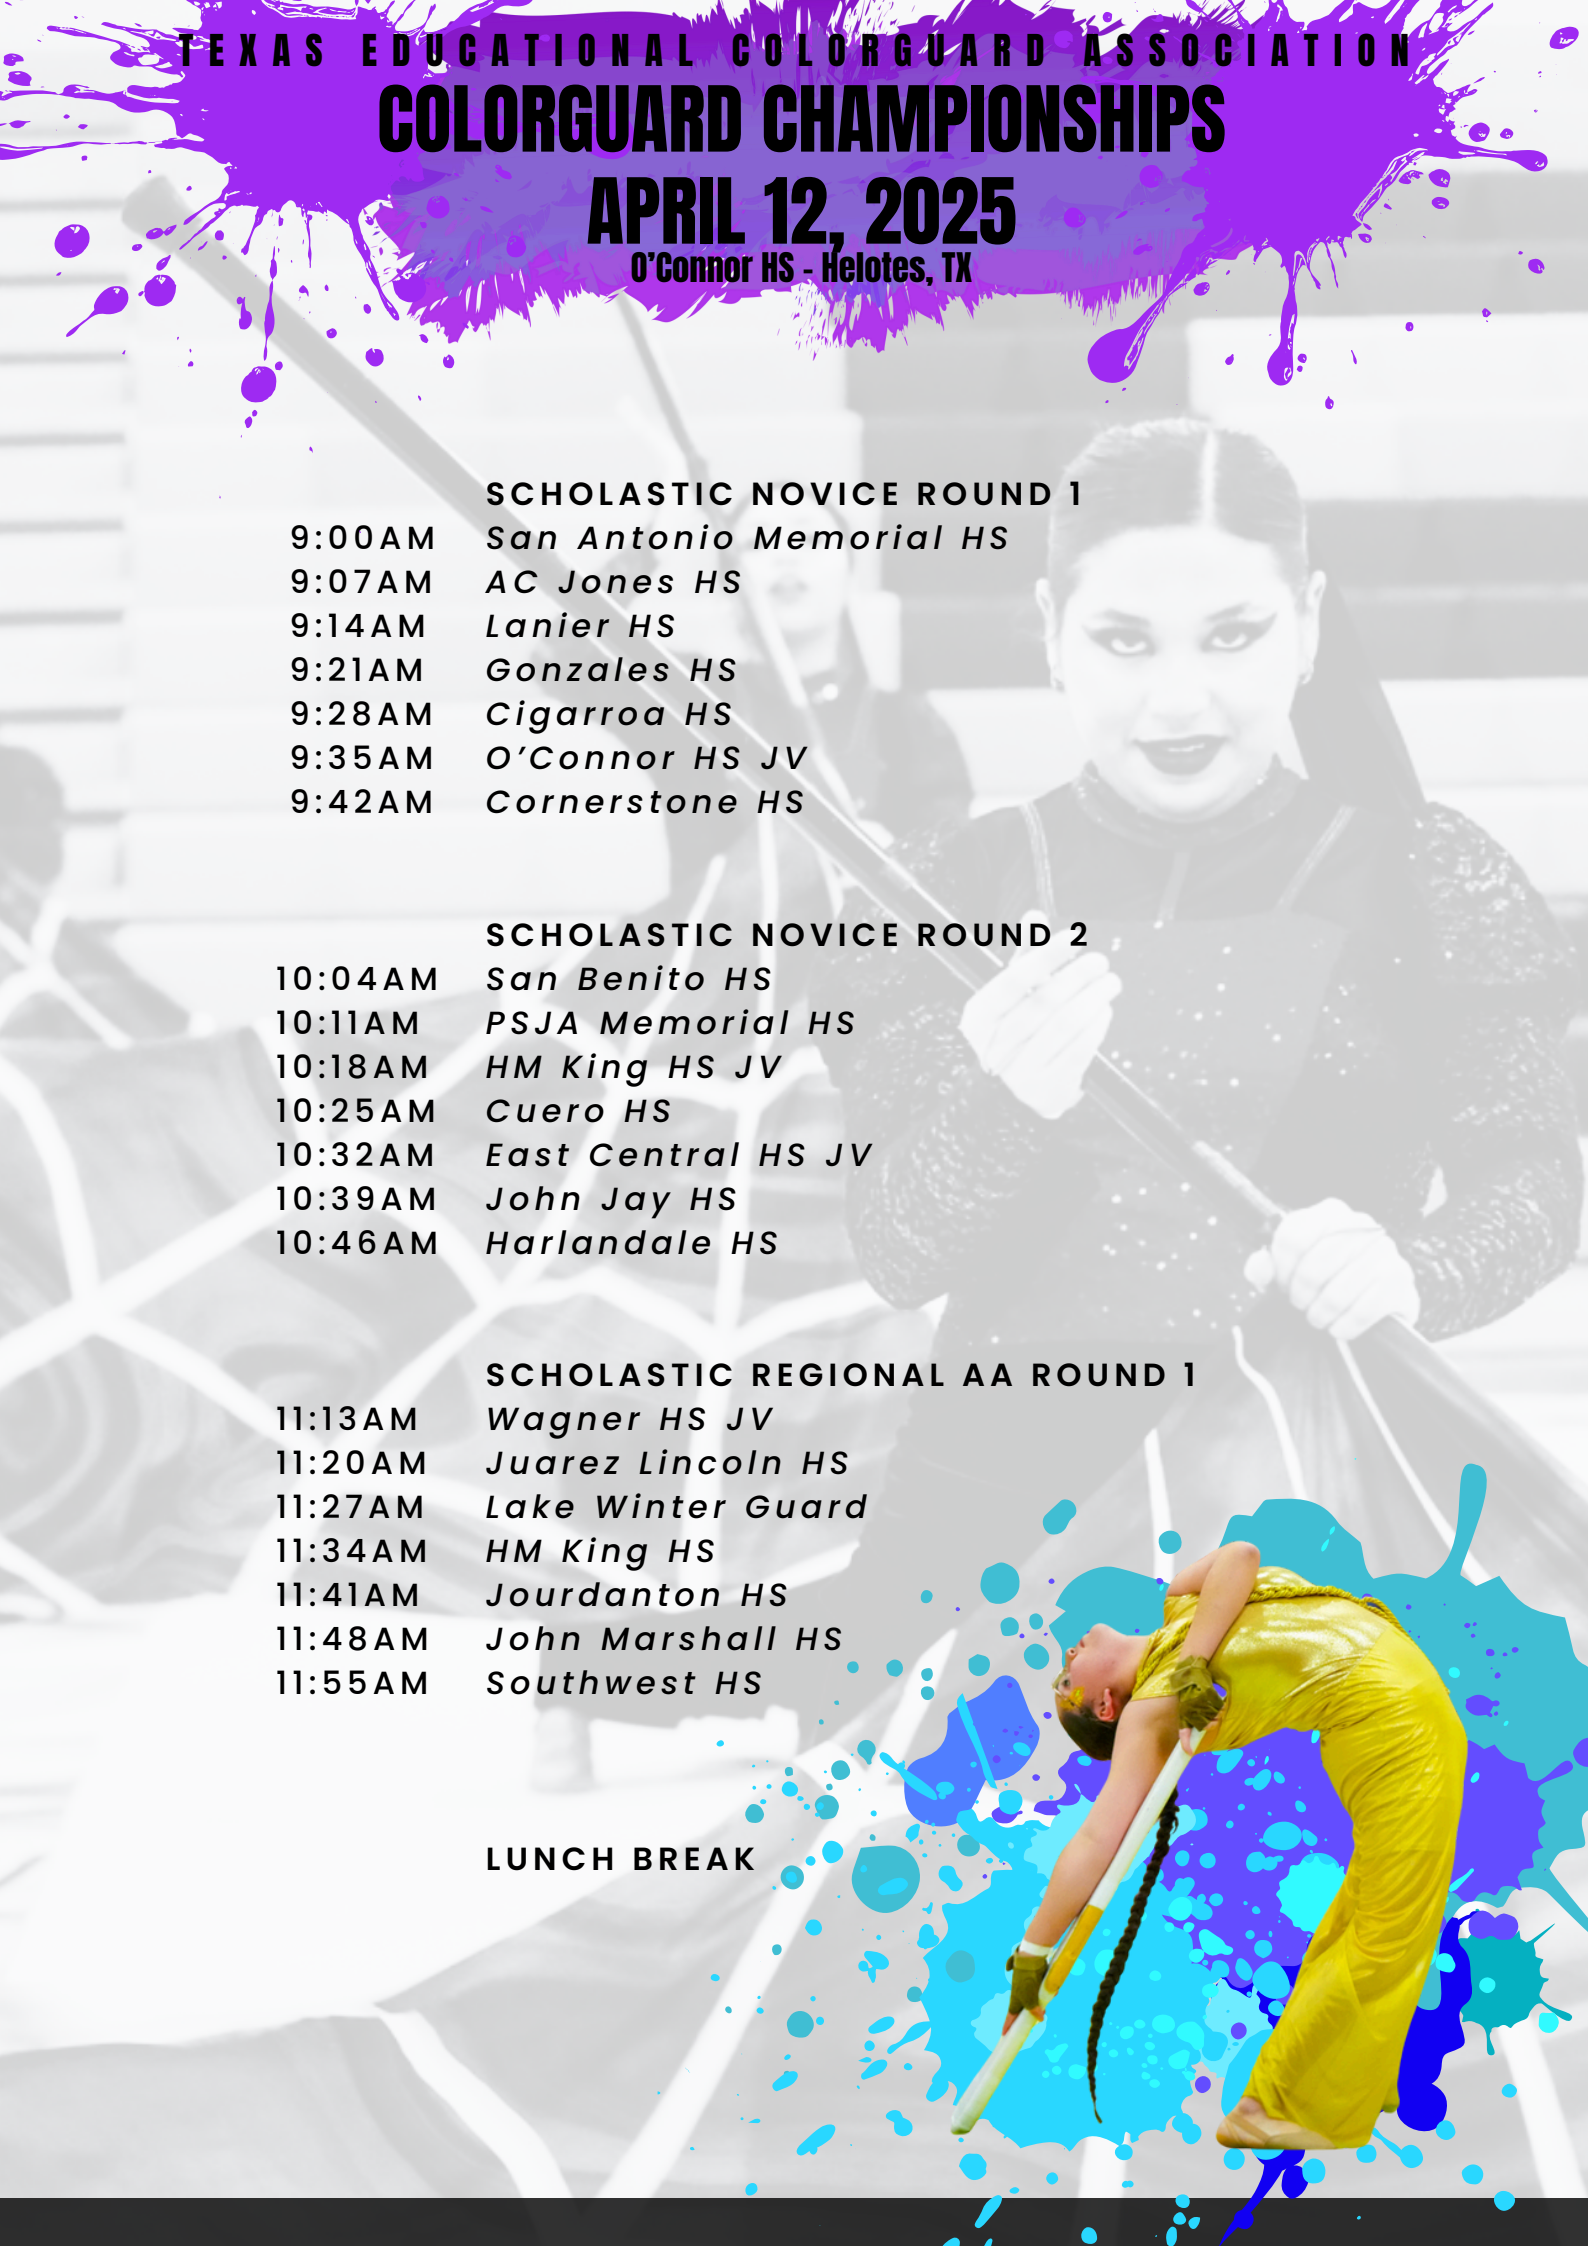 TEXAS EDUCATIONAL COLORGUARD ASSOCIATION
COLORGUARD CHAMPIONSHIPS
APRIL 12, 2025
O'Connor HS - Helotes, TX
SCHOLASTIC NOVICE ROUND 1
9:00AM San Antonio Memorial HS
9:07AM AC Jones HS
9:14AM Lanier HS
9:21AM Gonzales HS
9:28AM Cigarroa HS
9:35AM O'Connor HS JV
9:42AM Cornerstone HS
SCHOLASTIC NOVICE ROUND 2
10:04AM San Benito HS
10:11AM PSJA Memorial HS
10:18AM HM King HS JV
10:25AM Cuero HS
10:32AM East Central HS JV
10:39AM John Jay HS
10:46AM Harlandale HS
SCHOLASTIC REGIONAL AA ROUND 1
11:13AM Wagner HS JV
11:20AM Juarez Lincoln HS
11:27AM Lake Winter Guard
11:34AM HM King HS
11:41AM Jourdanton HS
11:48AM John Marshall HS
11:55AM Southwest HS
LUNCH BREAK